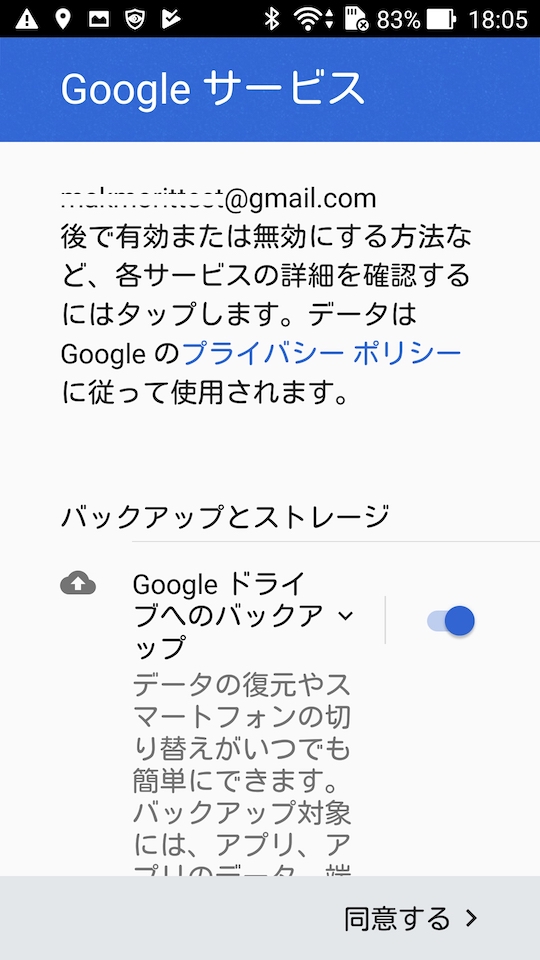 83% 18:05
Google サービス
@gmail.com
後で有効または無効にする方法な
ど、各サービスの詳細を確認する
にはタップします。データは
Google のプライバシー ポリシー
に従って使用されます。
バックアップとストレージ
Google ドライ
ブへのバックア
ップ
データの復元やス
マートフォンの切
り替えがいつでも
簡単にできます。
バックアップ対象
には、アプリ、ア
プリのデータ、端
同意する